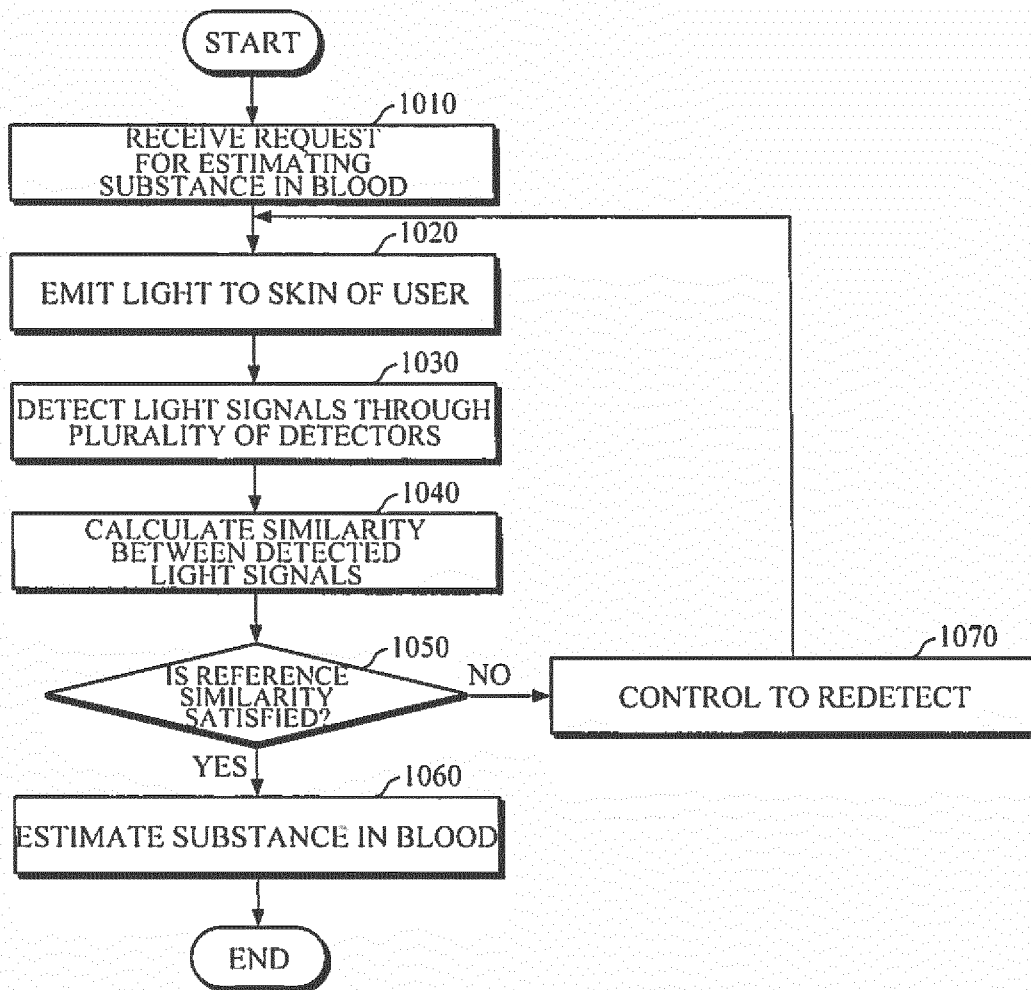 START
1010
RECEIVE REQUEST
FOR ESTIMATING
SUBSTANCE IN BLOOD
1020
EMIT LIGHT TO SKIN OF USER
1030
DETECT LIGHT SIGNALS THROUGH
PLURALITY OF DETECTORS
1040
CALCULATE SIMILARITY
BETWEEN DETECTED
LIGHT SIGNALS
1050
IS REFERENCE
SIMILARITY
SATISFIED?
NO
1070
CONTROL TO REDETECT
YES
1060
ESTIMATE SUBSTANCE IN BLOOD
END